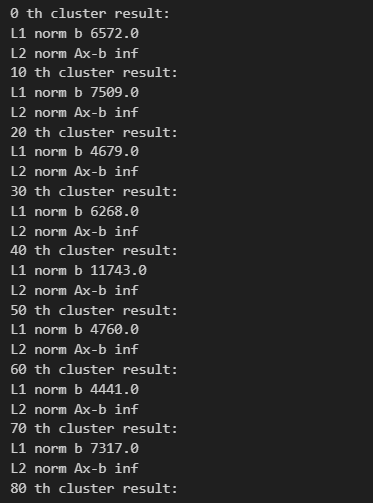 0 th cluster result:
L1 norm b 6572.0
L2 norm Ax-b inf
10 th cluster result:
L1 norm b 7509.0
L2 norm Ax-b inf
20 th cluster result:
L1 norm b 4679.0
L2 norm Ax-b inf
30 th cluster result:
L1 norm b 6268.0
L2 norm Ax-b inf
40 th cluster result:
L1 norm b 11743.0
L2 norm Ax-b inf
50 th cluster result:
L1 norm b 4760.0
L2 norm Ax-b inf
60 th cluster result:
L1 norm b 4441.0
L2 norm Ax-b inf
70 th cluster result:
L1 norm b 7317.0
L2 norm Ax-b inf
80 th cluster result: